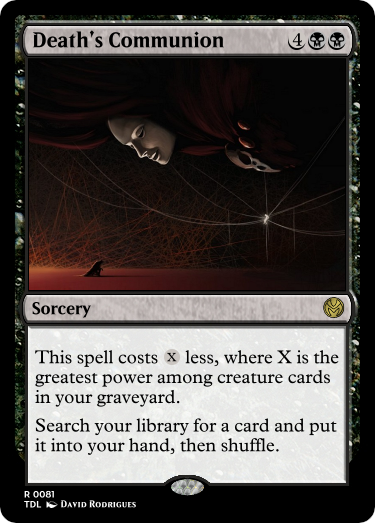 Death's Communion 4
Sorcery
This spell costs X less, where X is the
greatest power among creature cards
in your graveyard.
Search your library for a card and put
it into your hand, then shuffle.
R 0081
TDL David Rodrigues